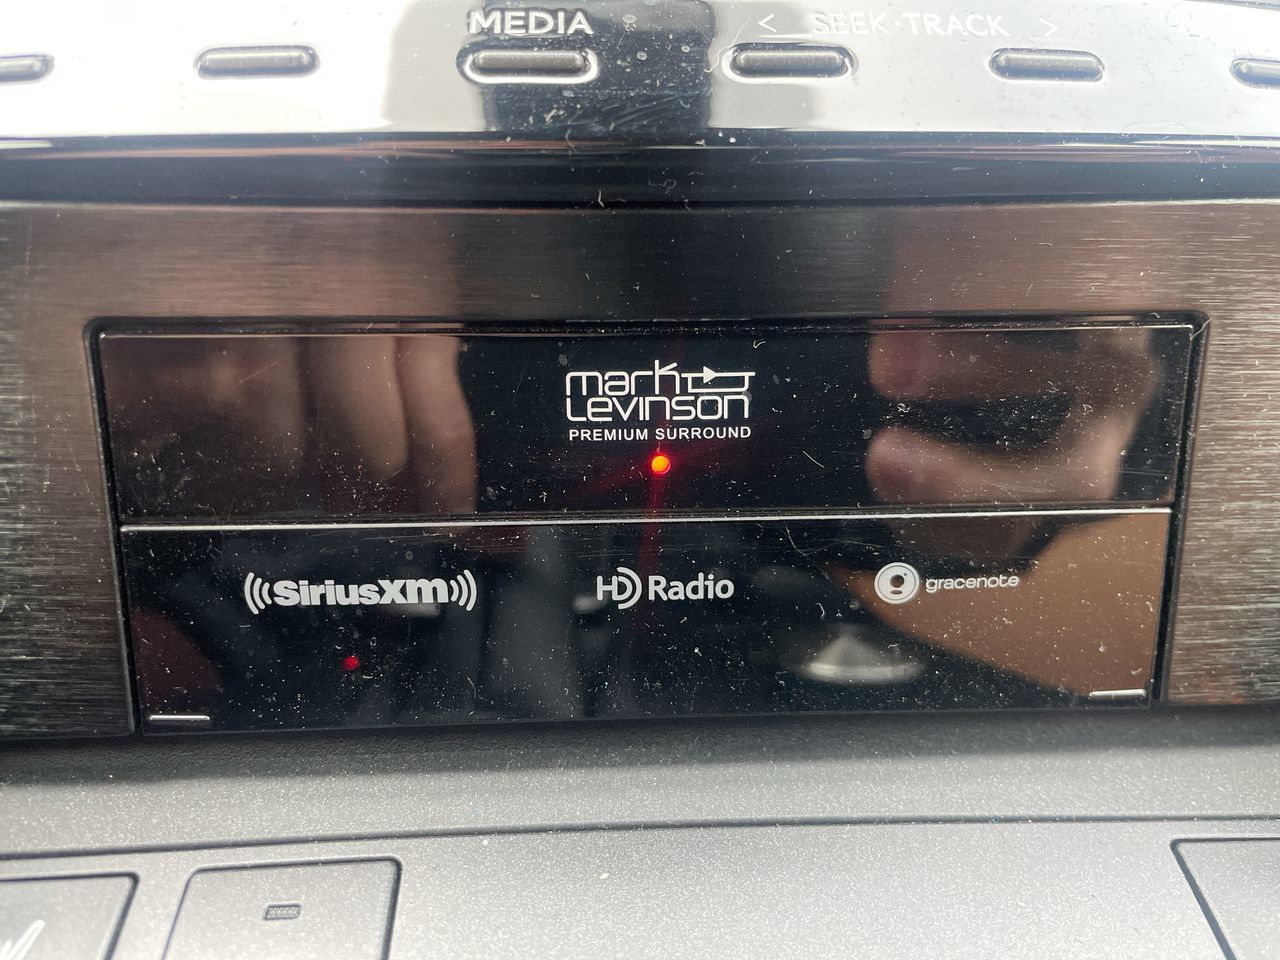 MEDIA
< SEEK·TRACK >
mark
LEVINSON
PREMIUM SURROUND
((SiriusXM))
HD Radio
gracenote